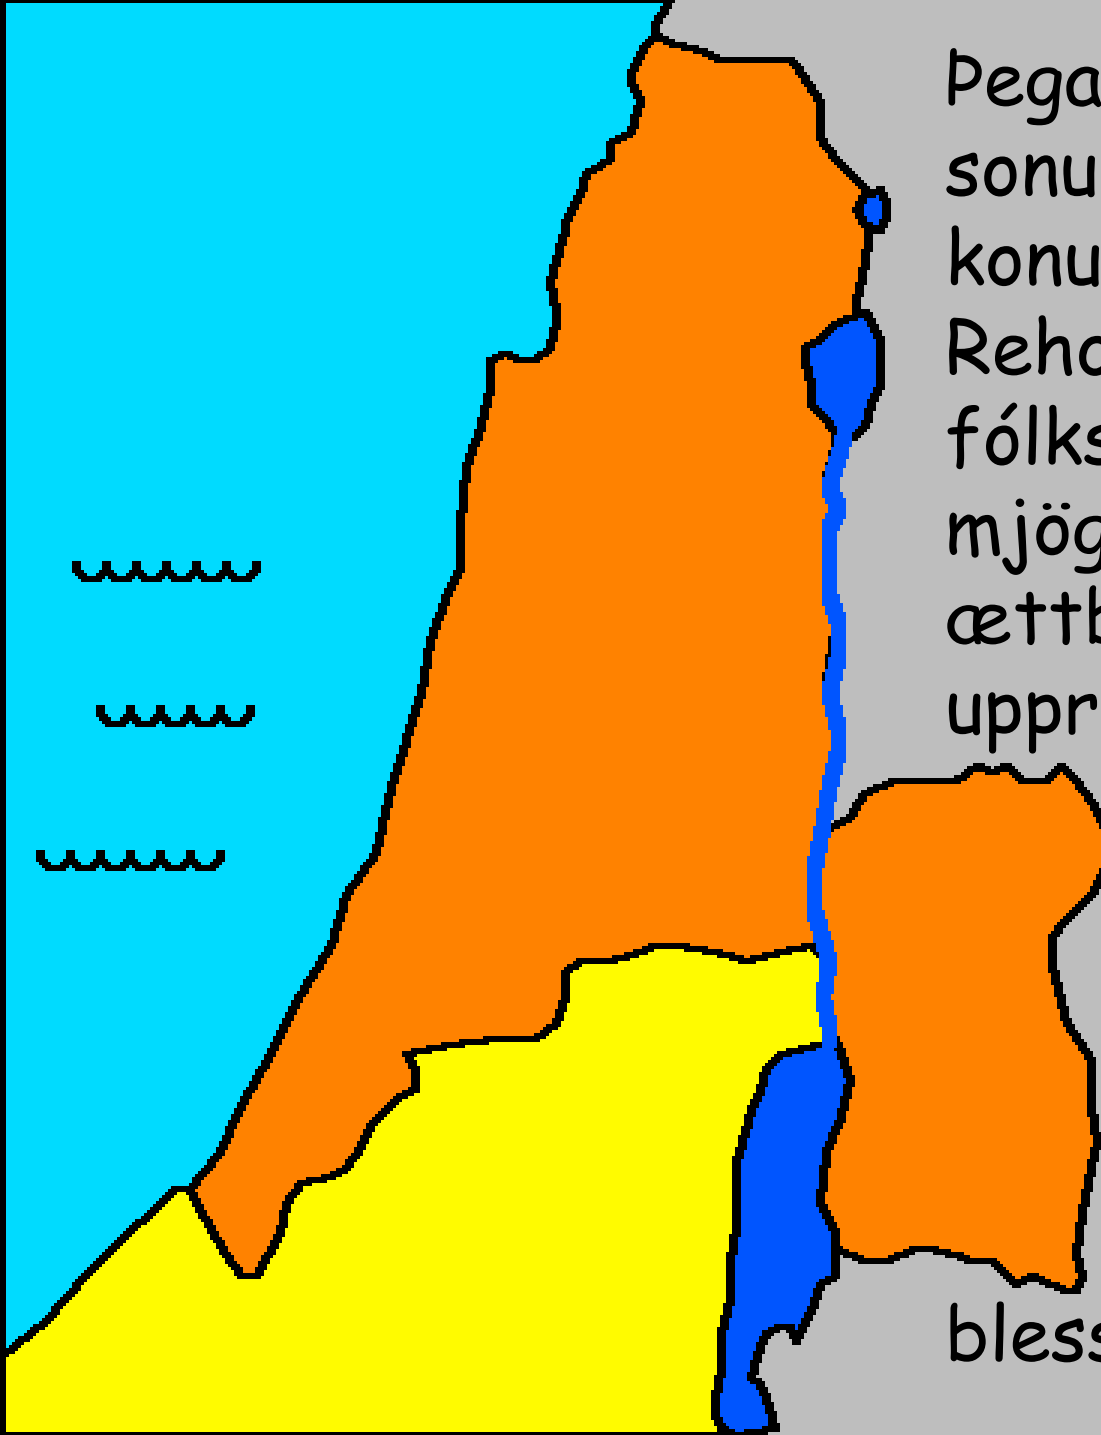 Þega
sonu
konu
Reho
fólks
mjög
ættb
uppr
bless